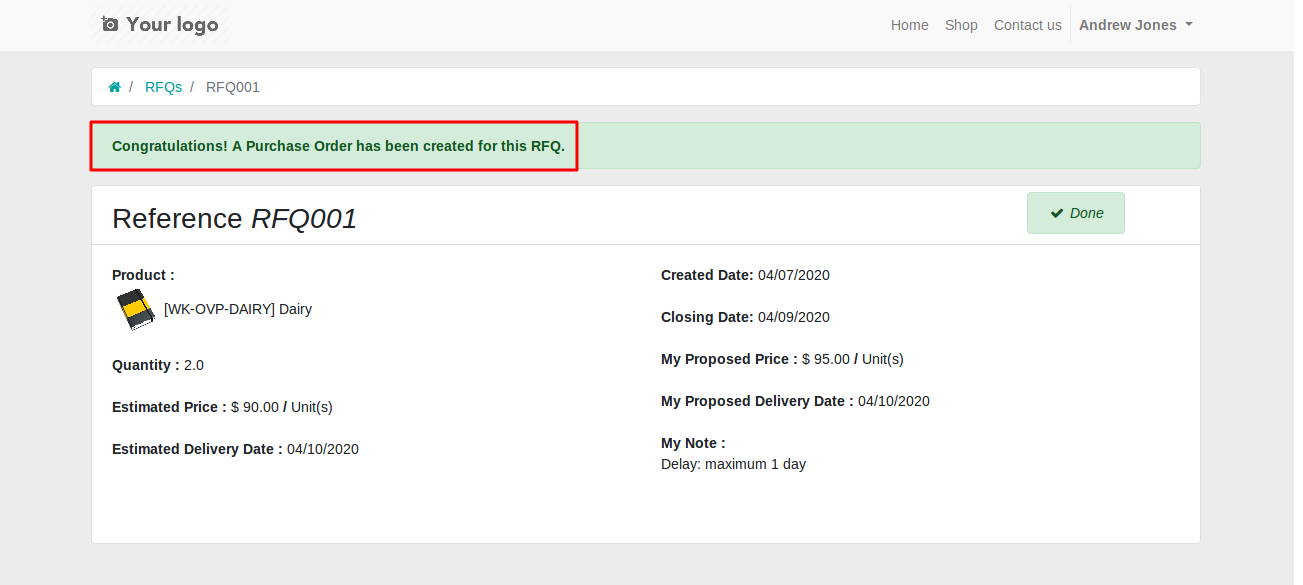 Your logo
Home Shop Contact us Andrew Jones
/ RFQs / RFQ001
Congratulations! A Purchase Order has been created for this RFQ.
Reference RFQ001
Done
Product :
[WK-OVP-DAIRY] Dairy
Quantity : 2.0
Estimated Price : $ 90.00 / Unit(s)
Estimated Delivery Date : 04/10/2020
Created Date: 04/07/2020
Closing Date: 04/09/2020
My Proposed Price : $ 95.00 / Unit(s)
My Proposed Delivery Date : 04/10/2020
My Note :
Delay: maximum 1 day